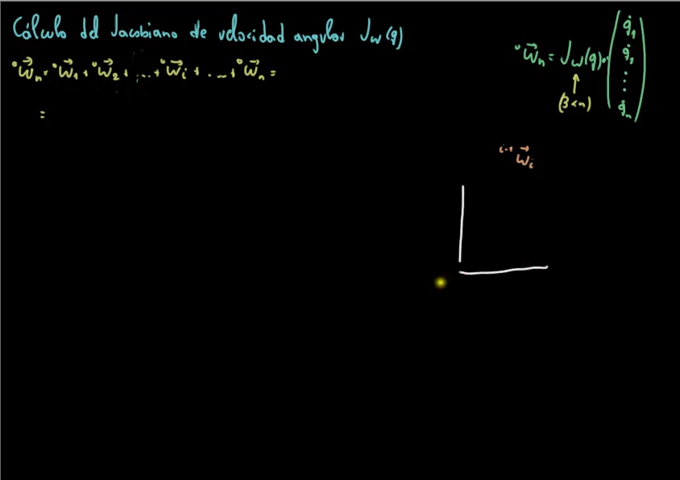 Cálculo del Jacobiano de velocidad angular Jw(q)
⁰w⃗n = ⁰w⃗1 + ⁰w⃗2 + ... + ⁰w⃗i + ... + ⁰w⃗n =
=
⁰w⃗n = Jw(q)·
(3×n)
q̇1
q̇2
⋮
q̇n
i-1 w⃗i